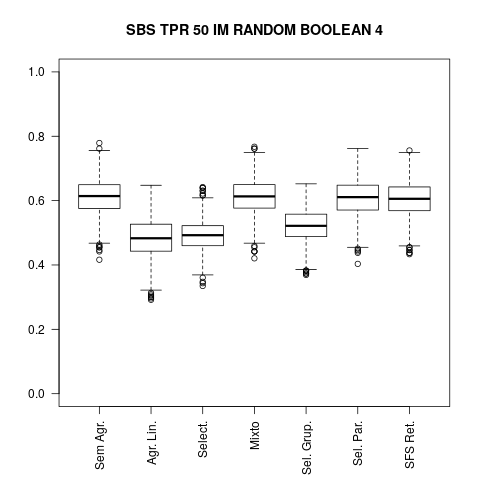 SBS TPR 50 IM RANDOM BOOLEAN 4
1.0
0.8
0.6
0.4
0.2
0.0
Sem Agr.
Agr. Lin.
Select.
Mixto
Sel. Grup.
Sel. Par.
SFS Ret.